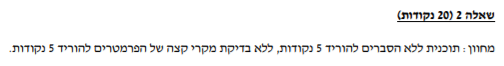 שאלה 2 (20 נקודות)
מחוון : תוכנית ללא הסברים להוריד 5 נקודות, ללא בדיקת מקרי קצה של הפרמטרים להוריד 5 נקודות.